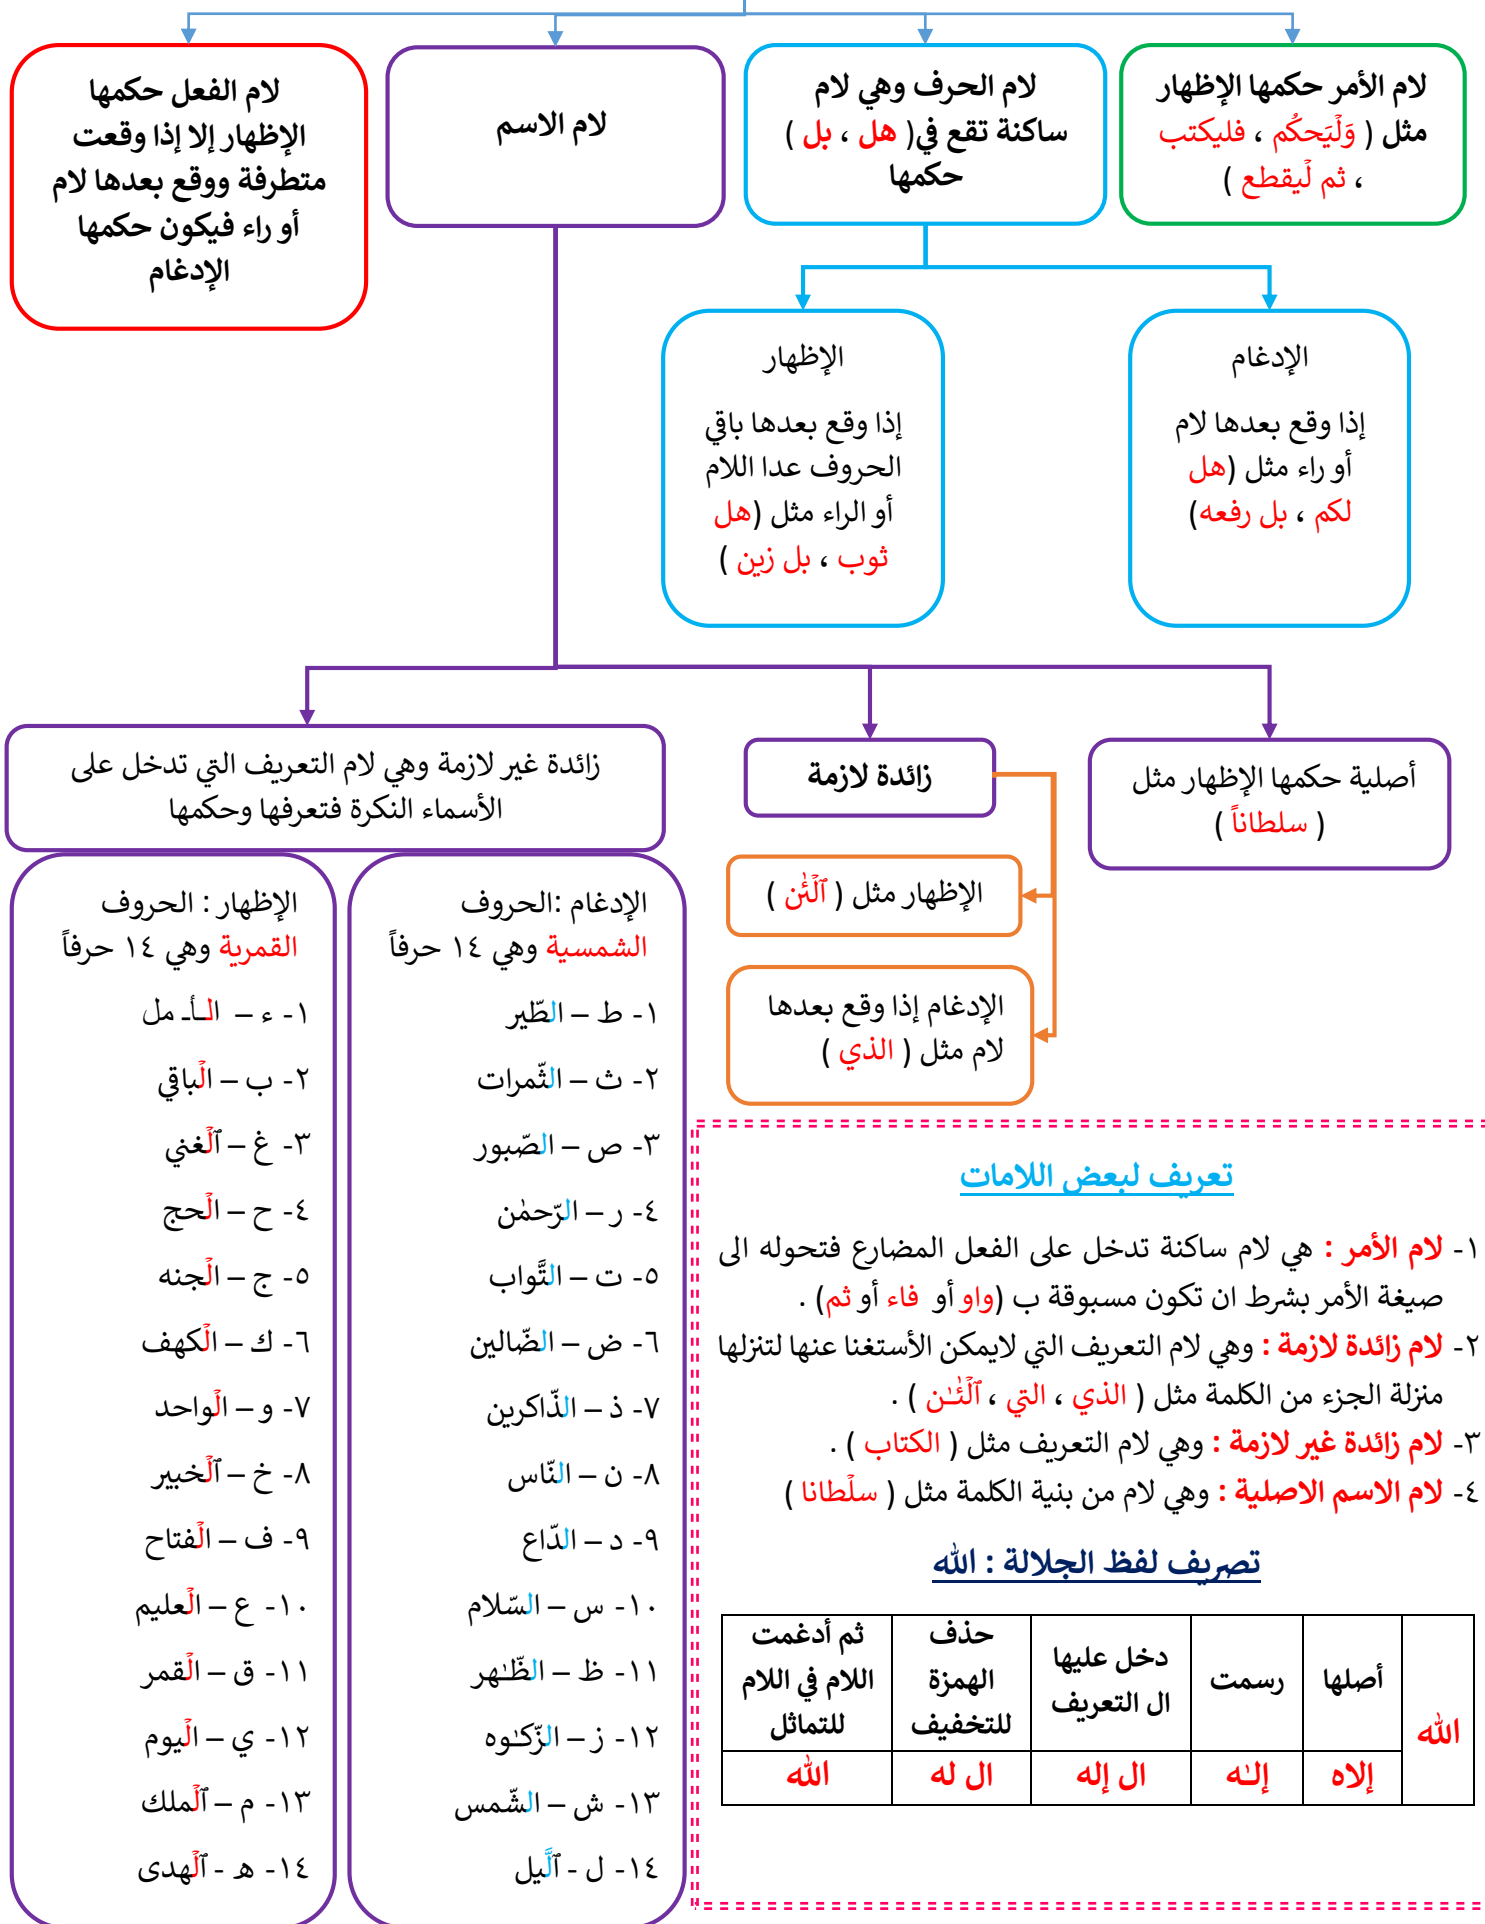 لام الأمر حكمها الإظهار
مثل ( وَلْيَحكُم ، فليكتب
، ثم لْيقطع )
لام الحرف وهي لام
ساكنة تقع في( هل ، بل )
حكمها
لام الاسم
لام الفعل حكمها
الإظهار إلا إذا وقعت
متطرفة ووقع بعدها لام
أو راء فيكون حكمها
الإدغام
الإدغام
إذا وقع بعدها لام
أو راء مثل (هل
لكم ، بل رفعه)
الإظهار
إذا وقع بعدها باقي
الحروف عدا اللام
أو الراء مثل (هل
ثوب ، بل زين )
أصلية حكمها الإظهار مثل
( سلطاناً )
زائدة لازمة
الإظهار مثل ( ٱلْـَٰٔن )
الإدغام إذا وقع بعدها
لام مثل ( الذي )
زائدة غير لازمة وهي لام التعريف التي تدخل على
الأسماء النكرة فتعرفها وحكمها
الإدغام :الحروف
الشمسية وهي ١٤ حرفاً
١- ط – الطّير
٢- ث – الثّمرات
٣- ص – الصّبور
٤- ر – الرّحمٰن
٥- ت – التَّواب
٦- ض – الضّالين
٧- ذ – الذّاكرين
٨- ن – النّاس
٩- د – الدّاع
١٠- س – السّلام
١١- ظ – الظّـٰهر
١٢- ز – الزّكـٰوه
١٣- ش – الشّمس
١٤- ل - ٱلَّيل
الإظهار : الحروف
القمرية وهي ١٤ حرفاً
١- ء – الـأـ مل
٢- ب – الْباقي
٣- غ – ٱلْغني
٤- ح – الْحج
٥- ج – الْجنه
٦- ك – الْكهف
٧- و – الْواحد
٨- خ – ٱلْخبير
٩- ف – الْفتاح
١٠- ع – الْعليم
١١- ق – الْقمر
١٢- ي – الْيوم
١٣- م – ٱلْملك
١٤- هـ - ٱلْهدى
تعريف لبعض اللامات
١- لام الأمر : هي لام ساكنة تدخل على الفعل المضارع فتحوله الى
صيغة الأمر بشرط ان تكون مسبوقة ب (واو أو فاء أو ثم) .
٢- لام زائدة لازمة : وهي لام التعريف التي لايمكن الأستغنا عنها لتنزلها
منزلة الجزء من الكلمة مثل ( الذي ، التي ، ٱلْـَٰٔـن ) .
٣- لام زائدة غير لازمة : وهي لام التعريف مثل ( الكتاب ) .
٤- لام الاسم الاصلية : وهي لام من بنية الكلمة مثل ( سلْطانا )
تصريف لفظ الجلالة : الله
الله
أصلها
رسمت
دخل عليها
ال التعريف
حذف
الهمزة
للتخفيف
ثم أدغمت
اللام في اللام
للتماثل
إلاه
إلـٰه
ال إله
ال له
الله